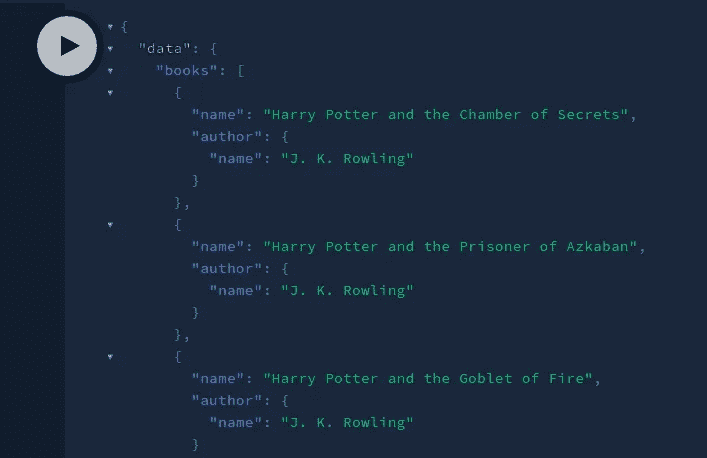 {
"data": {
"books": [
{
"name": "Harry Potter and the Chamber of Secrets",
"author": {
"name": "J. K. Rowling"
}
},
{
"name": "Harry Potter and the Prisoner of Azkaban",
"author": {
"name": "J. K. Rowling"
}
},
{
"name": "Harry Potter and the Goblet of Fire",
"author": {
"name": "J. K. Rowling"
}